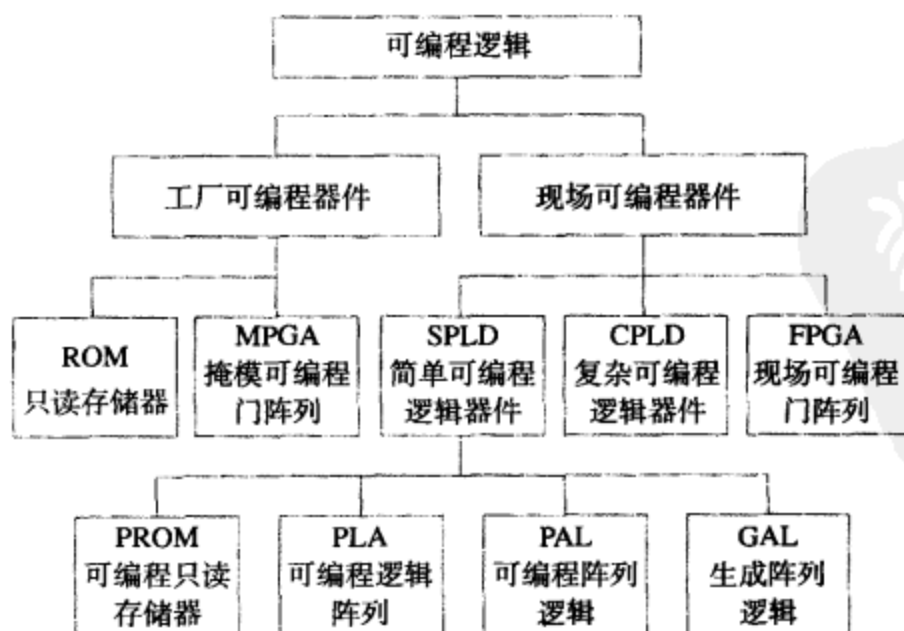 可编程逻辑
工厂可编程器件
现场可编程器件
ROM
只读存储器
MPGA
掩模可编程
门阵列
SPLD
简单可编程
逻辑器件
CPLD
复杂可编程
逻辑器件
FPGA
现场可编程
门阵列
PROM
可编程只读
存储器
PLA
可编程逻辑
阵列
PAL
可编程阵列
逻辑
GAL
生成阵列
逻辑